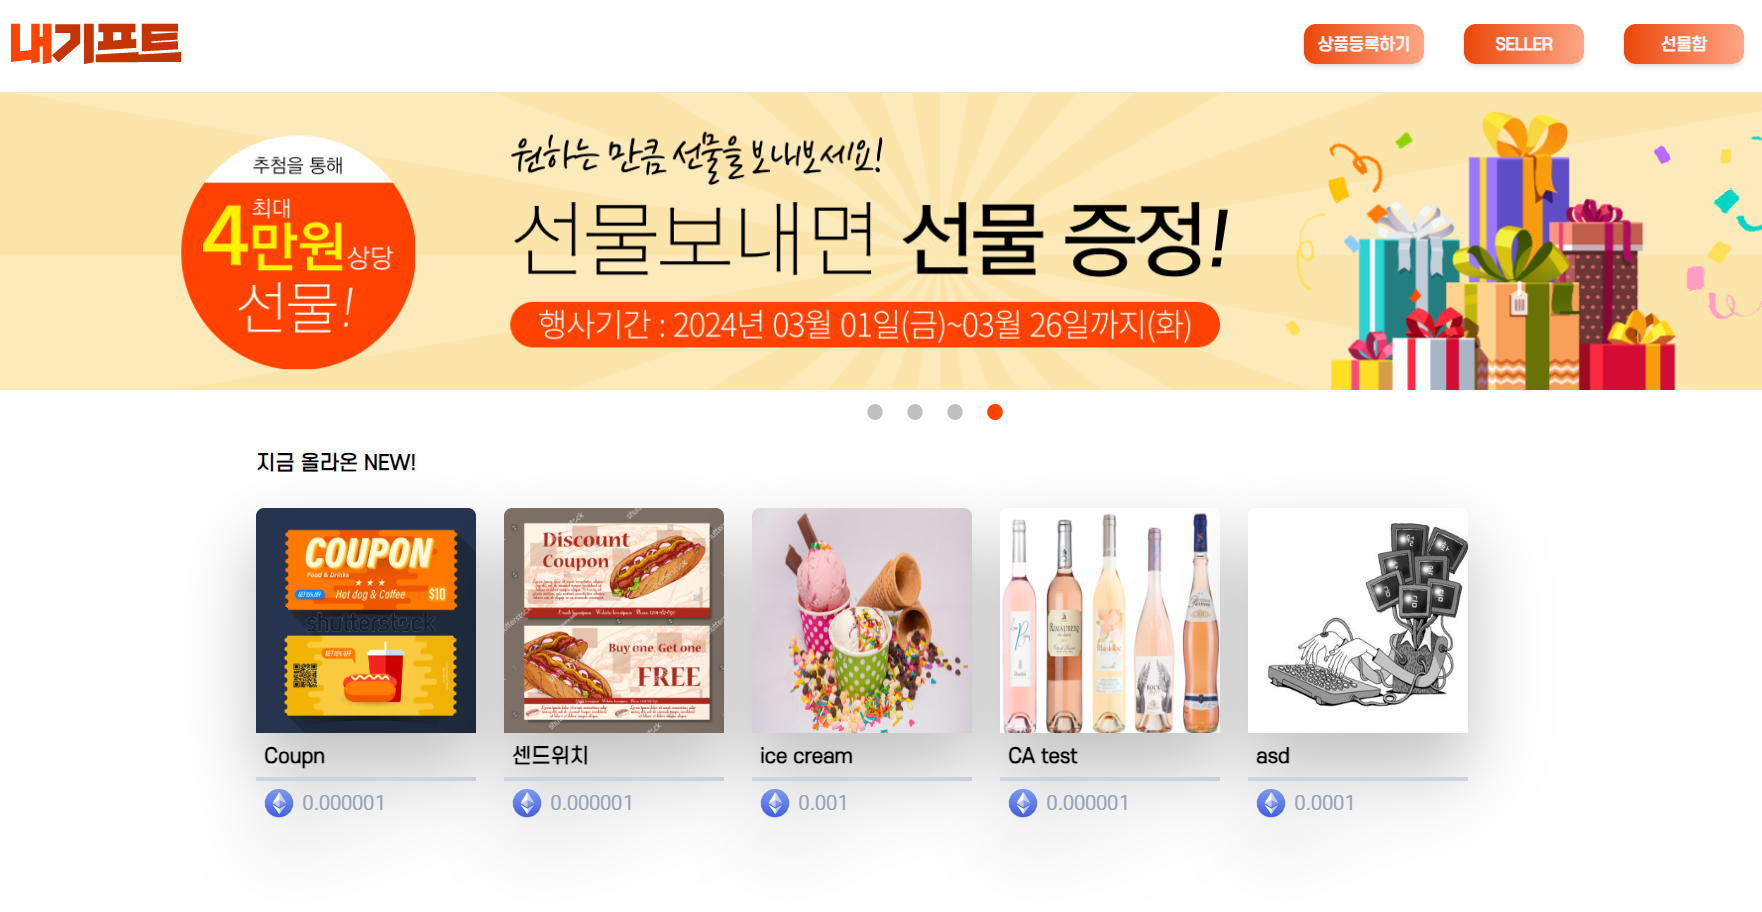 내기프트
상품등록하기
SELLER
선물함
추첨을 통해
최대
4만원상당
선물!
원하는 만큼 선물을 보내보세요!
선물보내면 선물 증정!
행사기간 : 2024년 03월 01일(금)~03월 26일까지(화)
지금 올라온 NEW!
COUPON
Food & Drinks
Hot dog & Coffee
$10
GET 15% OFF
shutterstock
GET 15% OFF
Discount
Coupon
Buy one, Get one
FREE
Coupn
센드위치
ice cream
CA test
asd
0.000001
0.000001
0.001
0.000001
0.0001